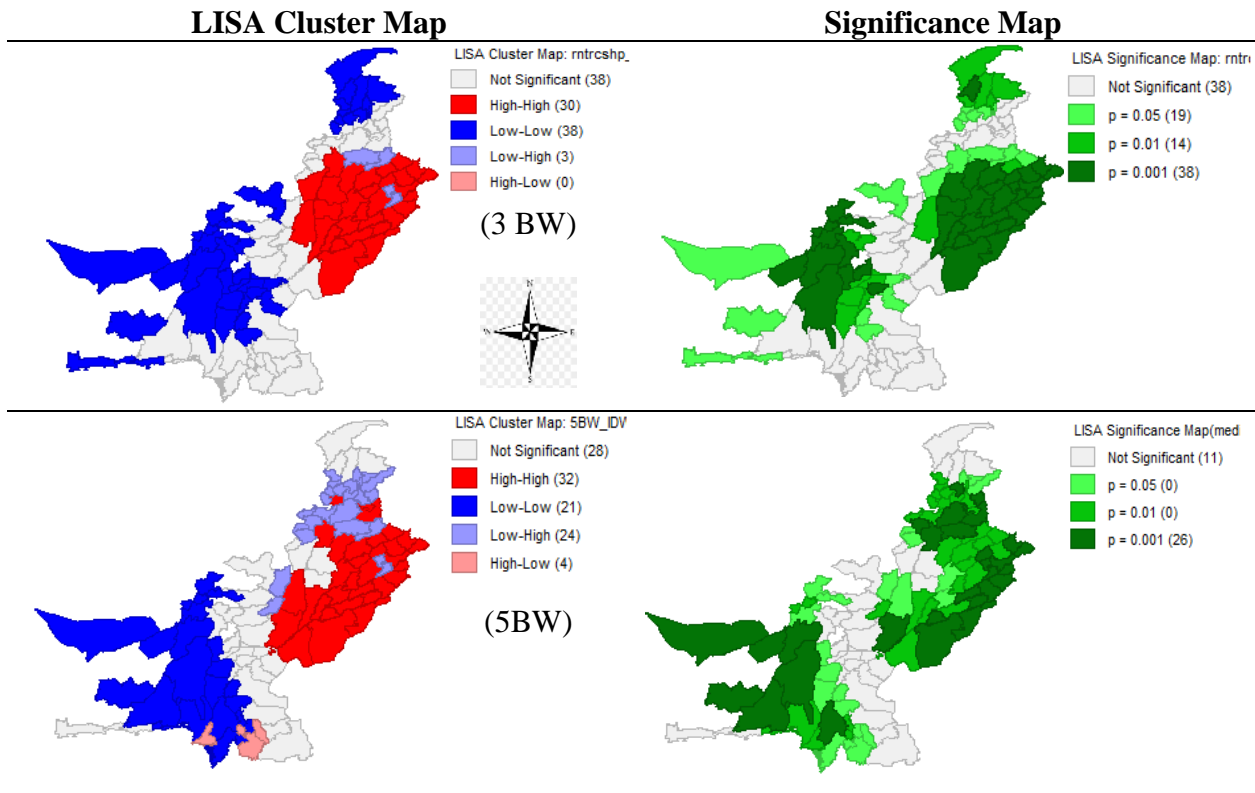 LISA Cluster Map
Significance Map
LISA Cluster Map: rntrcshp_
Not Significant (38)
High-High (30)
Low-Low (38)
Low-High (3)
High-Low (0)
(3 BW)
N
W
E
S
LISA Significance Map: rntr
Not Significant (38)
p = 0.05 (19)
p = 0.01 (14)
p = 0.001 (38)
LISA Cluster Map: 5BW_IDW
Not Significant (28)
High-High (32)
Low-Low (21)
Low-High (24)
High-Low (4)
(5BW)
LISA Significance Map(med
Not Significant (11)
p = 0.05 (0)
p = 0.01 (0)
p = 0.001 (26)